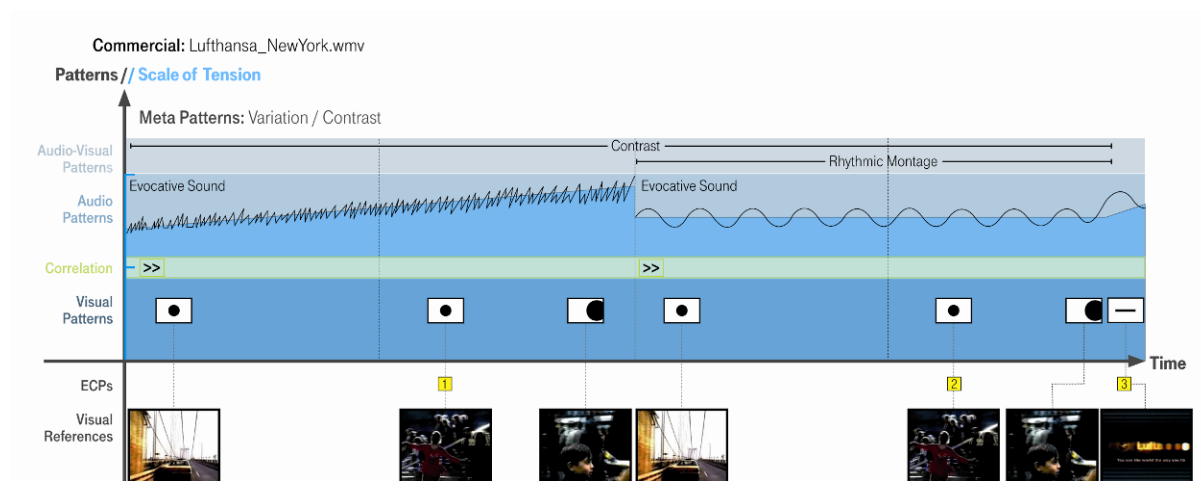 Commercial: Lufthansa_NewYork.wmv
Patterns // Scale of Tension
Meta Patterns: Variation / Contrast
Audio-Visual
Patterns
Contrast
Rhythmic Montage
Evocative Sound
Evocative Sound
Audio
Patterns
Correlation
>>
>>
Visual
Patterns
Time
ECPs
1
2
3
Visual
References